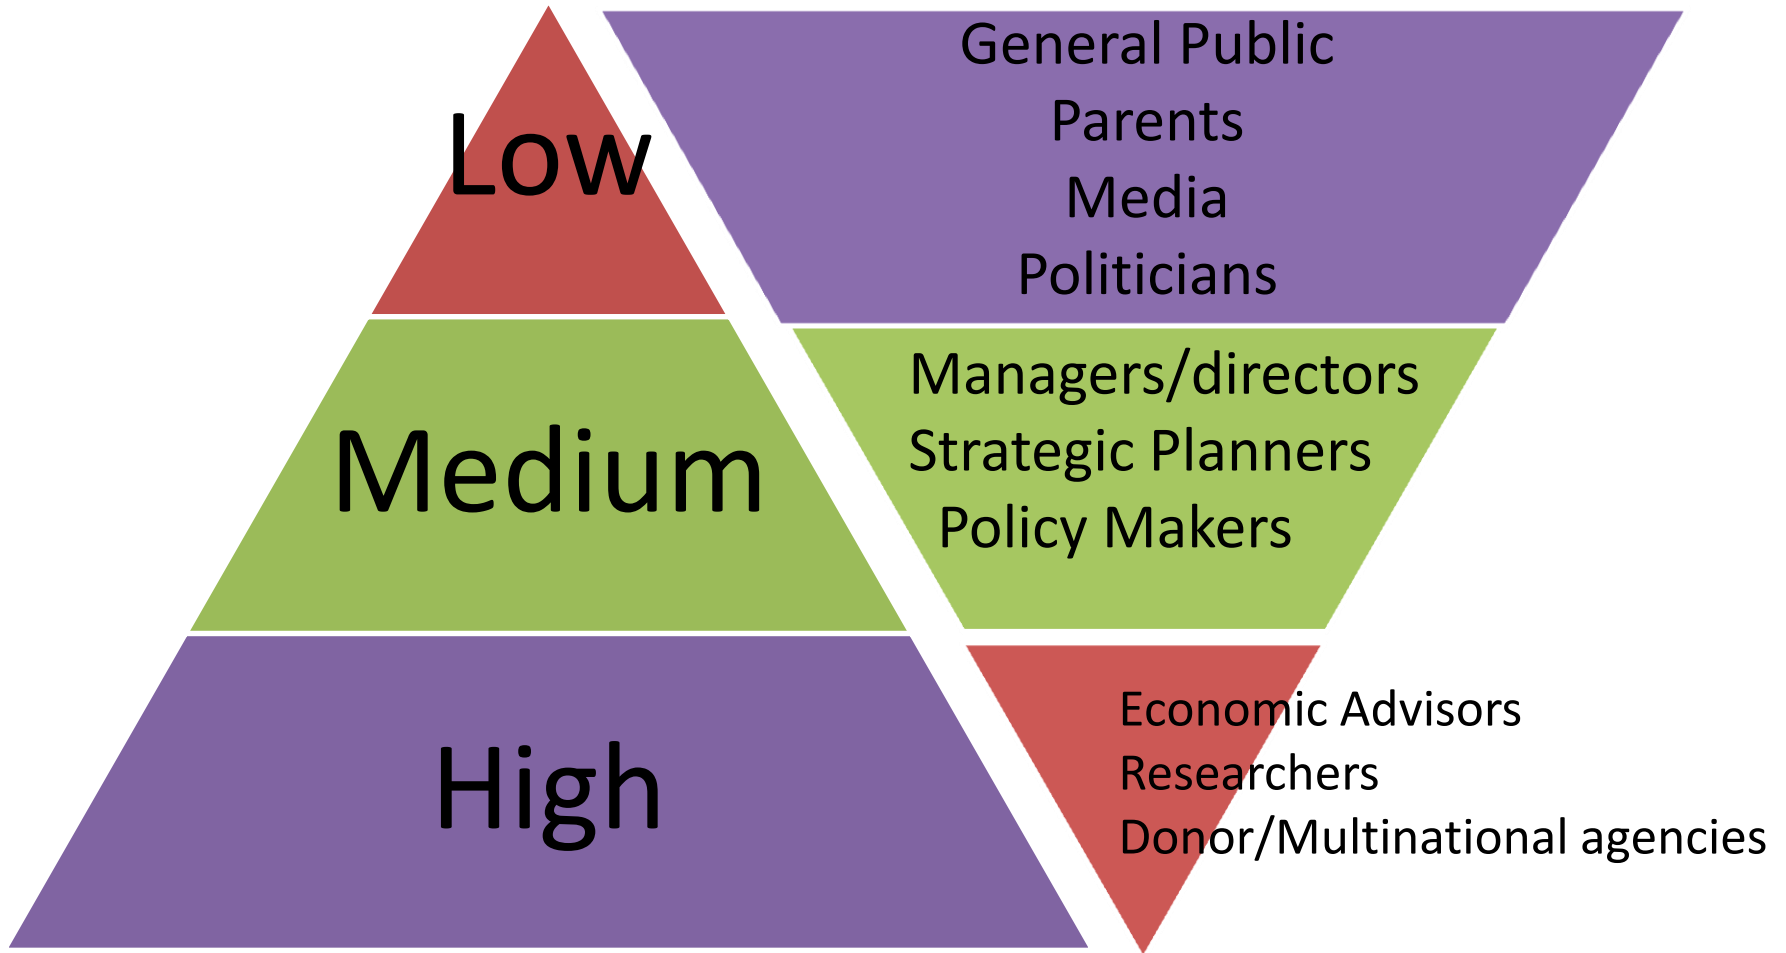 Low
General Public
Parents
Media
Politicians
Medium
Managers/directors
Strategic Planners
Policy Makers
High
Economic Advisors
Researchers
Donor/Multinational agencies